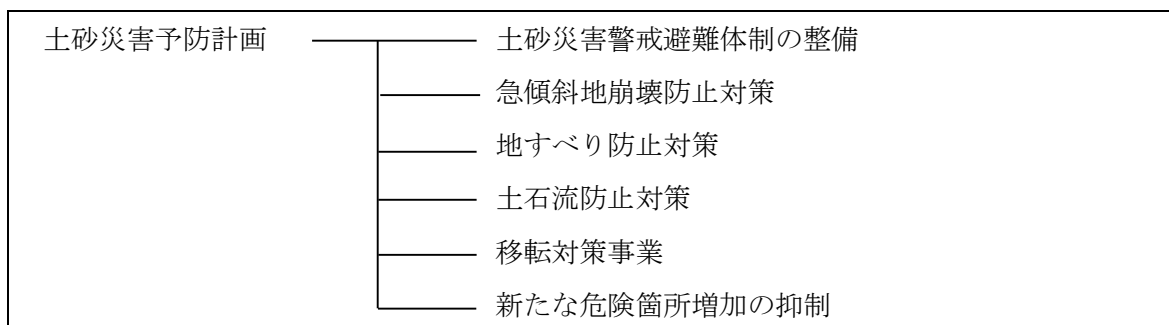 土砂災害予防計画
土砂災害警戒避難体制の整備
急傾斜地崩壊防止対策
地すべり防止対策
土石流防止対策
移転対策事業
新たな危険箇所増加の抑制